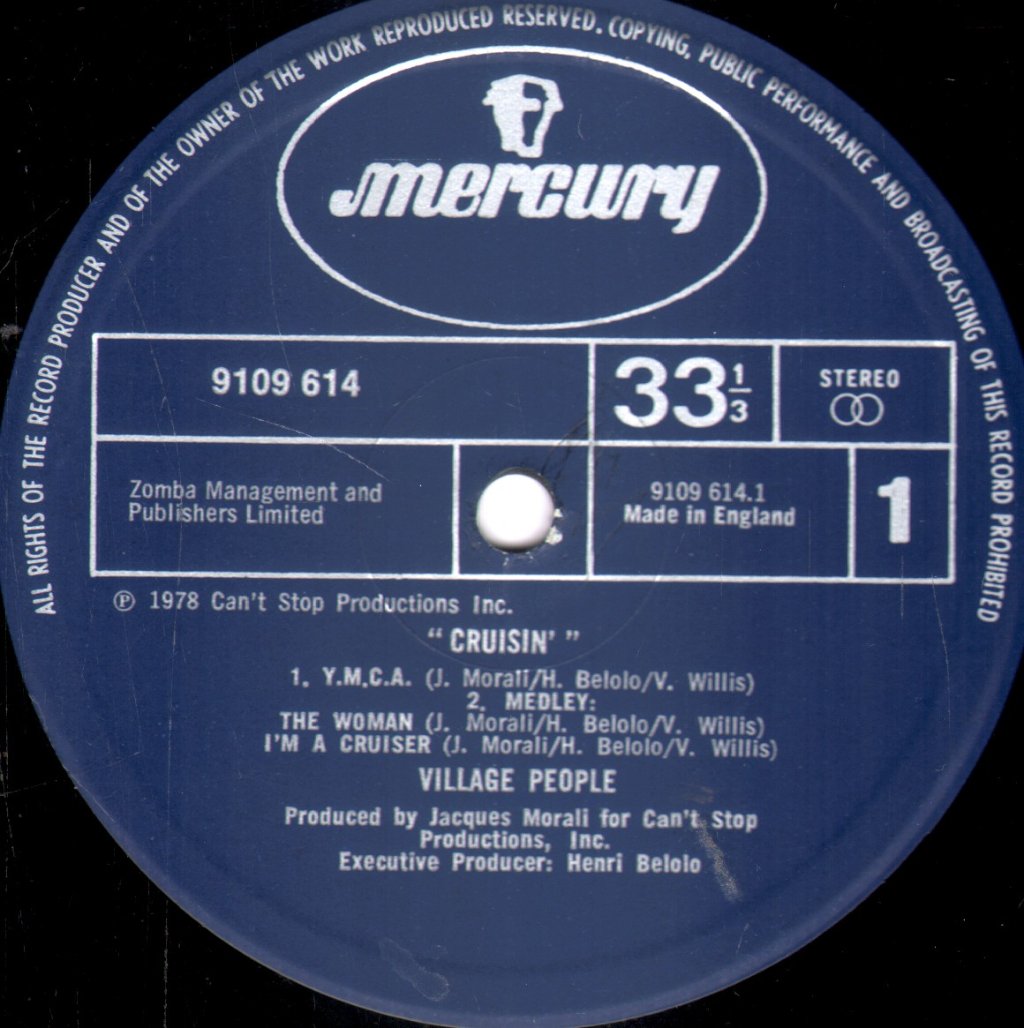 ALL RIGHTS OF THE RECORD PRODUCER AND OF THE OWNER OF THE WORK REPRODUCED RESERVED. COPYING, PUBLIC PERFORMANCE AND BROADCASTING OF THIS RECORD PROHIBITED
mercury
9109 614
33 1/3
STEREO
Zomba Management and
Publishers Limited
9109 614.1
Made in England
1
℗ 1978 Can't Stop Productions Inc.
" CRUISIN' "
1. Y.M.C.A. (J. Morali/H. Belolo/V. Willis)
2. MEDLEY:
THE WOMAN (J. Morali/H. Belolo/V. Willis)
I'M A CRUISER (J. Morali/H. Belolo/V. Willis)
VILLAGE PEOPLE
Produced by Jacques Morali for Can't Stop
Productions, Inc.
Executive Producer: Henri Belolo